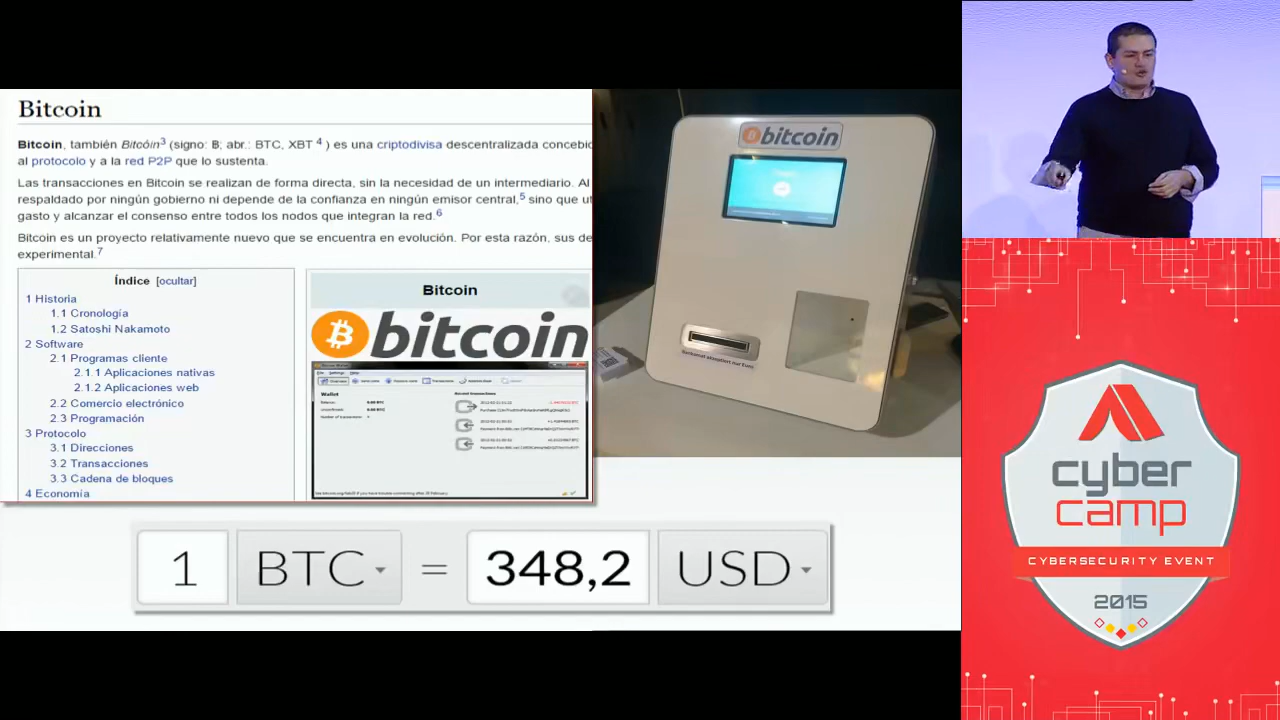 Bitcoin
Bitcoin, también Bitcóin3 (signo: Ƀ; abr.: BTC, XBT 4 ) es una criptodivisa descentralizada concebid
al protocolo y a la red P2P que lo sustenta.
Las transacciones en Bitcoin se realizan de forma directa, sin la necesidad de un intermediario. Al
respaldado por ningún gobierno ni depende de la confianza en ningún emisor central,5 sino que ut
gasto y alcanzar el consenso entre todos los nodos que integran la red.6
Bitcoin es un proyecto relativamente nuevo que se encuentra en evolución. Por esta razón, sus de
experimental.7
Índice [ocultar]
1 Historia
1.1 Cronología
1.2 Satoshi Nakamoto
2 Software
2.1 Programas cliente
2.1.1 Aplicaciones nativas
2.1.2 Aplicaciones web
2.2 Comercio electrónico
2.3 Programación
3 Protocolo
3.1 Direcciones
3.2 Transacciones
3.3 Cadena de bloques
4 Economía
Bitcoin
bitcoin
Wallet
bitcoin
1 BTC = 348,2 USD
cyber
camp
CYBERSECURITY EVENT
2015